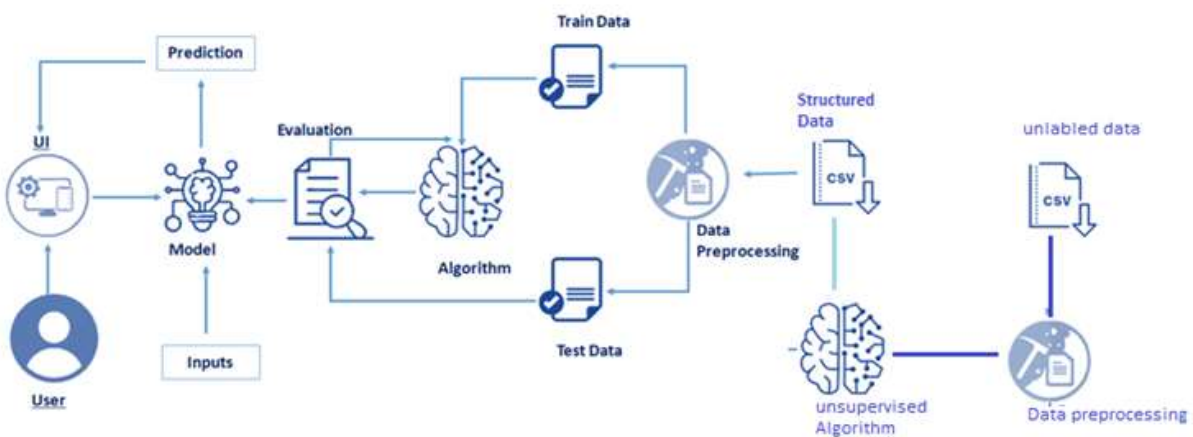 Train Data
Prediction
Structured
Data
unlabled data
UI
Evaluation
CSV
CSV
Model
Algorithm
Data
Preprocessing
Inputs
Test Data
User
unsupervised
Algorithm
Data preprocessing